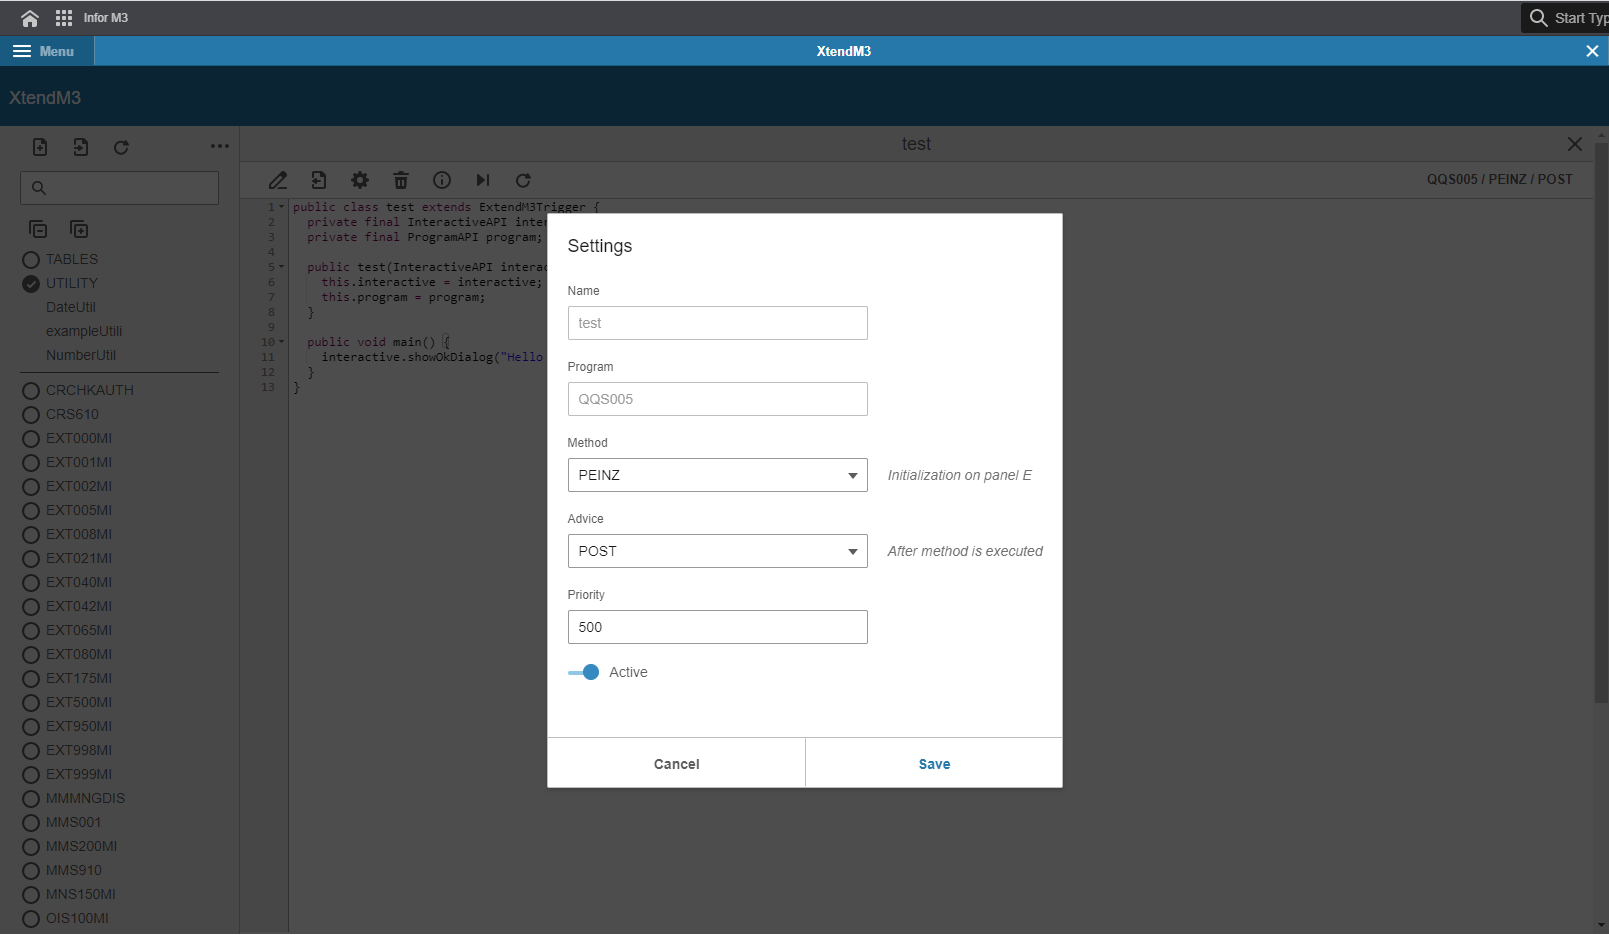 Infor M3
Start Typ
Menu
XtendM3
XtendM3
test
QQS005 / PEINZ / POST
TABLES
UTILITY
DateUtil
exampleUtili
NumberUtil
CRCHKAUTH
CRS610
EXT000MI
EXT001MI
EXT002MI
EXT005MI
EXT008MI
EXT021MI
EXT040MI
EXT042MI
EXT065MI
EXT080MI
EXT175MI
EXT500MI
EXT950MI
EXT998MI
EXT999MI
MMMNGDIS
MMS001
MMS200MI
MMS910
MNS150MI
OIS100MI
1 public class test extends ExtendM3Trigger {
2 private final InteractiveAPI inter
3 private final ProgramAPI program;
4
5 public test(InteractiveAPI interac
6 this.interactive = interactive;
7 this.program = program;
8 }
9
10 public void main() {
11 interactive.showOkDialog("Hello
12 }
13 }
Settings
Name
test
Program
QQS005
Method
PEINZ
Initialization on panel E
Advice
POST
After method is executed
Priority
500
Active
Cancel
Save